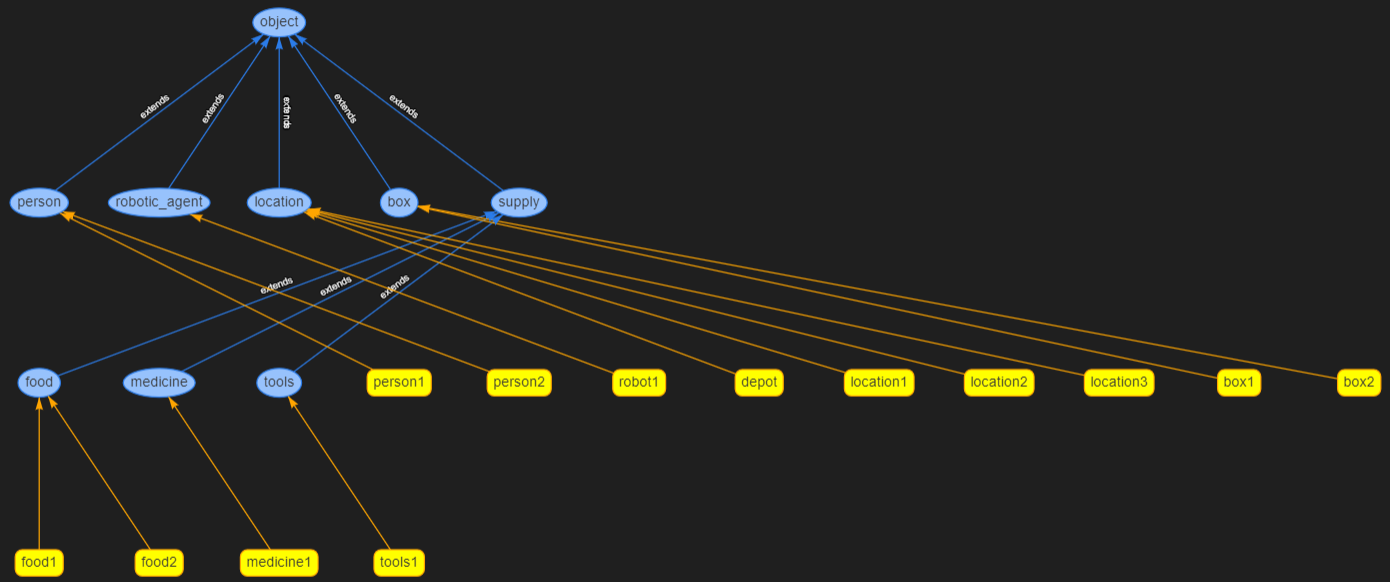 object
extends
extends
extends
extends
extends
person
robotic_agent
location
box
supply
extends
extends
extends
food
medicine
tools
person1
person2
robot1
depot
location1
location2
location3
box1
box2
food1
food2
medicine1
tools1